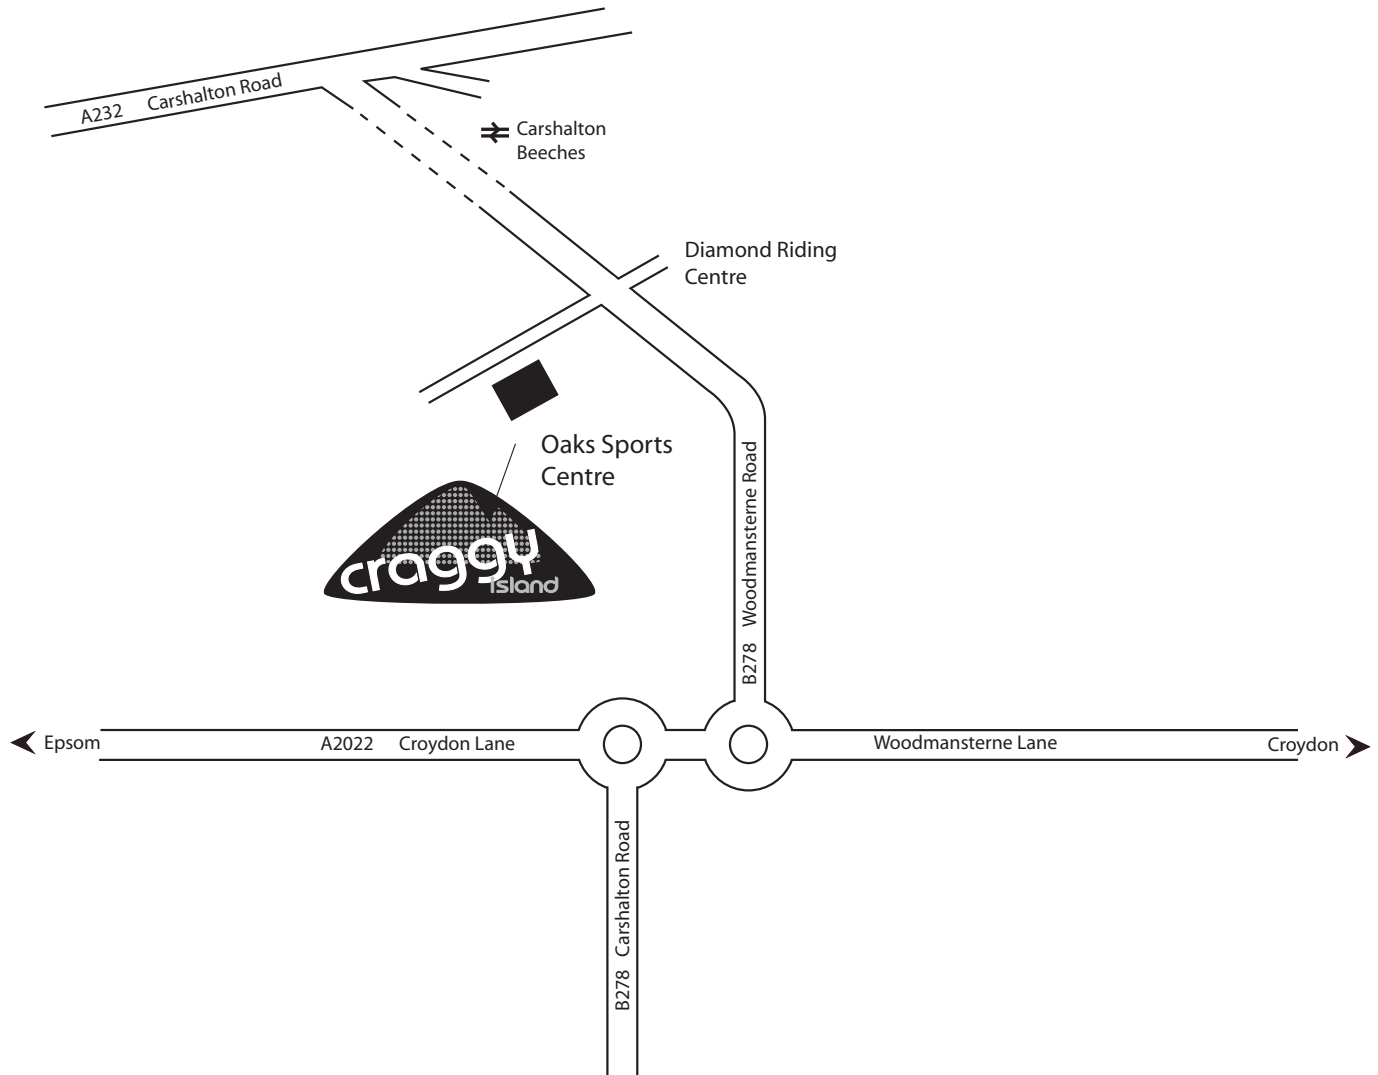 A232 Carshalton Road
Carshalton
Beeches
Diamond Riding
Centre
Oaks Sports
Centre
craggy
island
B278 Woodmansterne Road
Epsom
A2022 Croydon Lane
Woodmansterne Lane
Croydon
B278 Carshalton Road